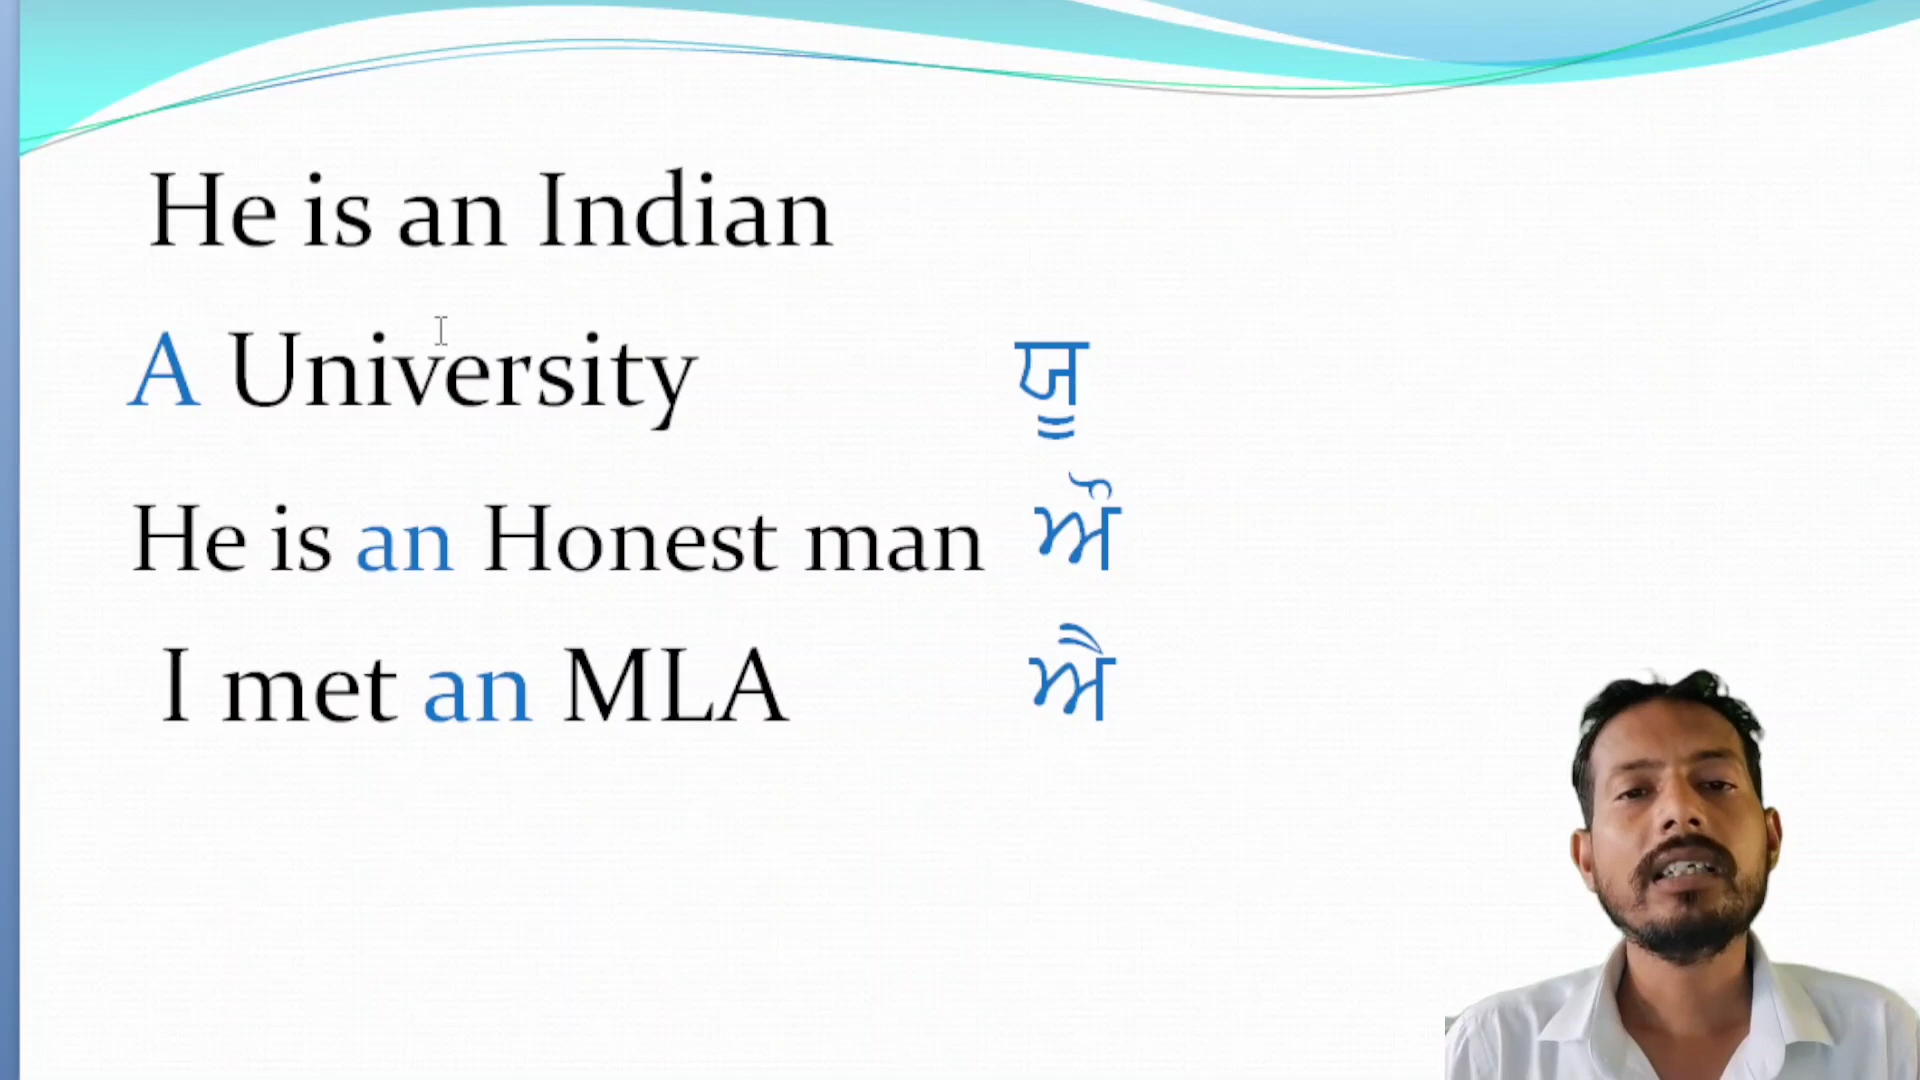 He is an Indian
A University ਯੂ
He is an Honest man ਅੌ
I met an MLA ਐ